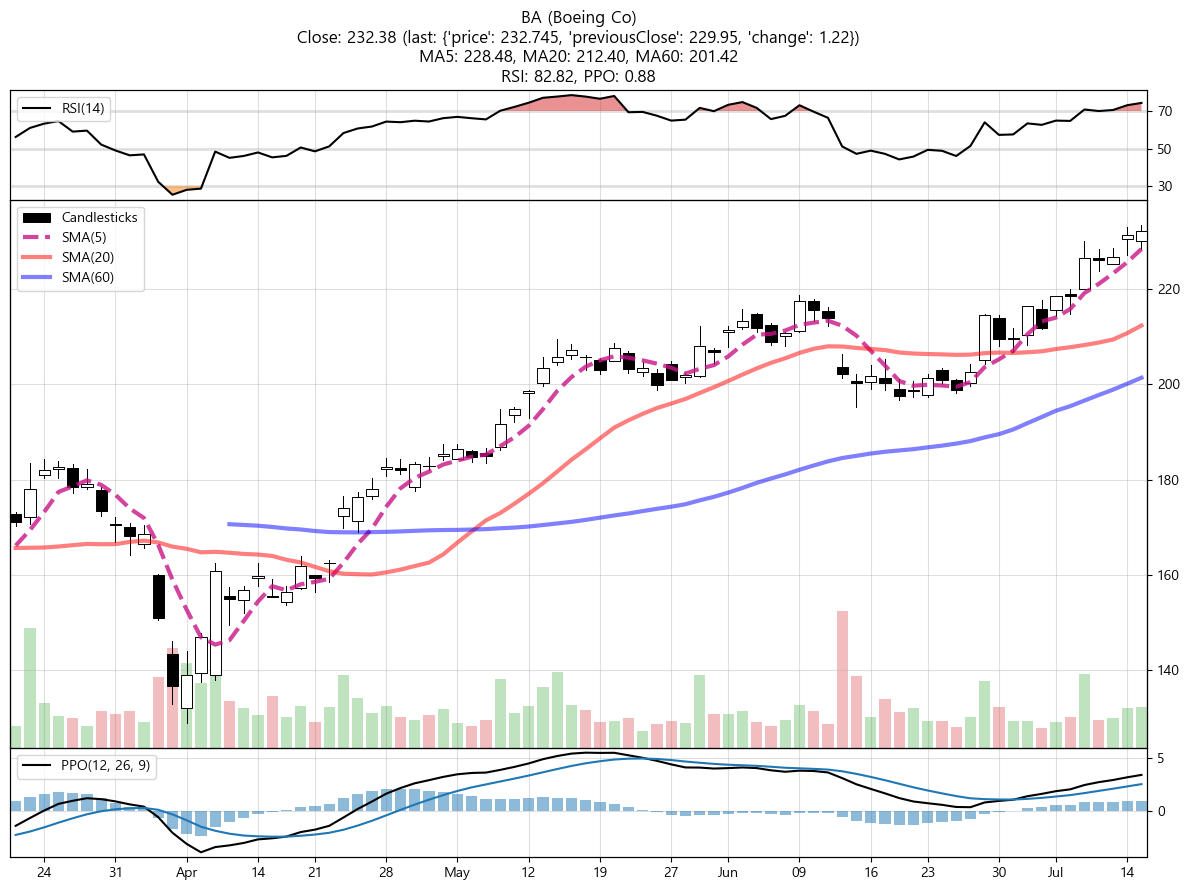 BA (Boeing Co)
Close: 232.38 (last: {'price': 232.745, 'previousClose': 229.95, 'change': 1.22})
MA5: 228.48, MA20: 212.40, MA60: 201.42
RSI: 82.82, PPO: 0.88
RSI(14)
70
50
30
Candlesticks
SMA(5)
SMA(20)
SMA(60)
220
200
180
160
140
PPO(12, 26, 9)
5
0
24 31 Apr 14 21 28 May 12 19 27 Jun 09 16 23 30 Jul 14